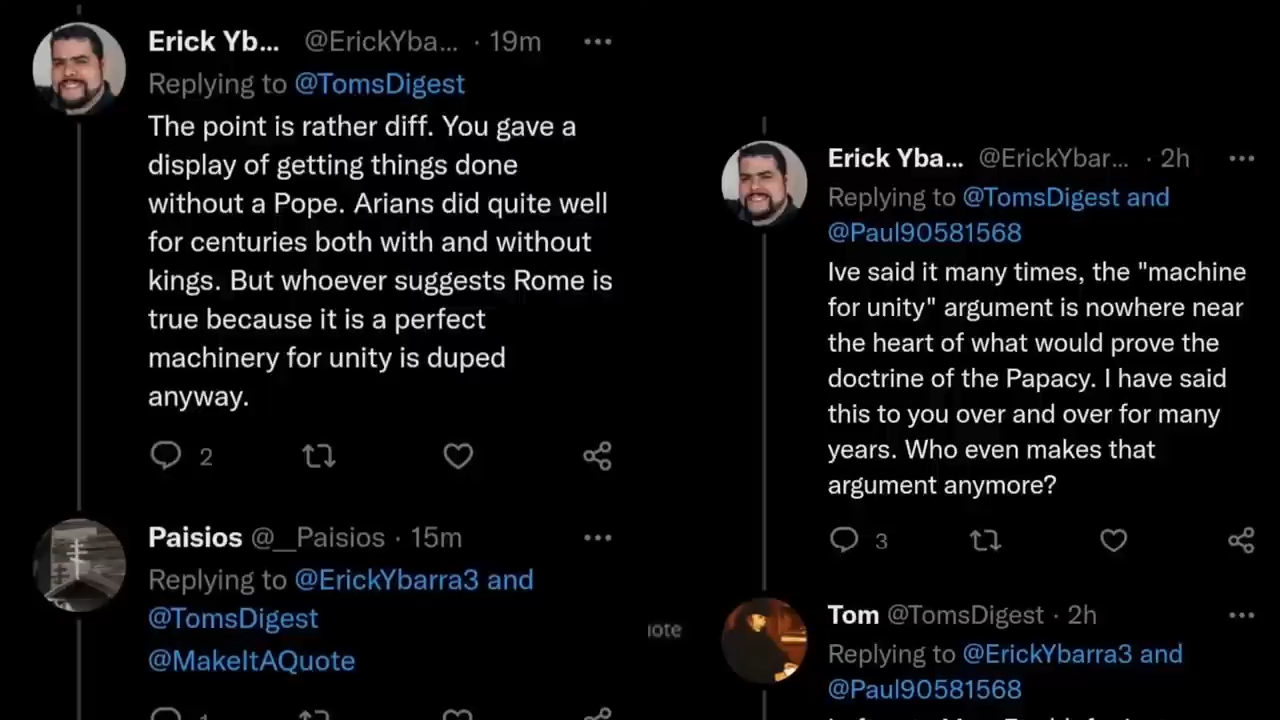 Erick Yb... @ErickYba... · 19m
Replying to @TomsDigest
The point is rather diff. You gave a
display of getting things done
without a Pope. Arians did quite well
for centuries both with and without
kings. But whoever suggests Rome is
true because it is a perfect
machinery for unity is duped
anyway.
2
Paisios @__Paisios · 15m
Replying to @ErickYbarra3 and
@TomsDigest
@MakeItAQuote
1
Erick Yba... @ErickYbar... · 2h
Replying to @TomsDigest and
@Paul90581568
Ive said it many times, the "machine
for unity" argument is nowhere near
the heart of what would prove the
doctrine of the Papacy. I have said
this to you over and over for many
years. Who even makes that
argument anymore?
3
Tom @TomsDigest · 2h
Replying to @ErickYbarra3 and
@Paul90581568